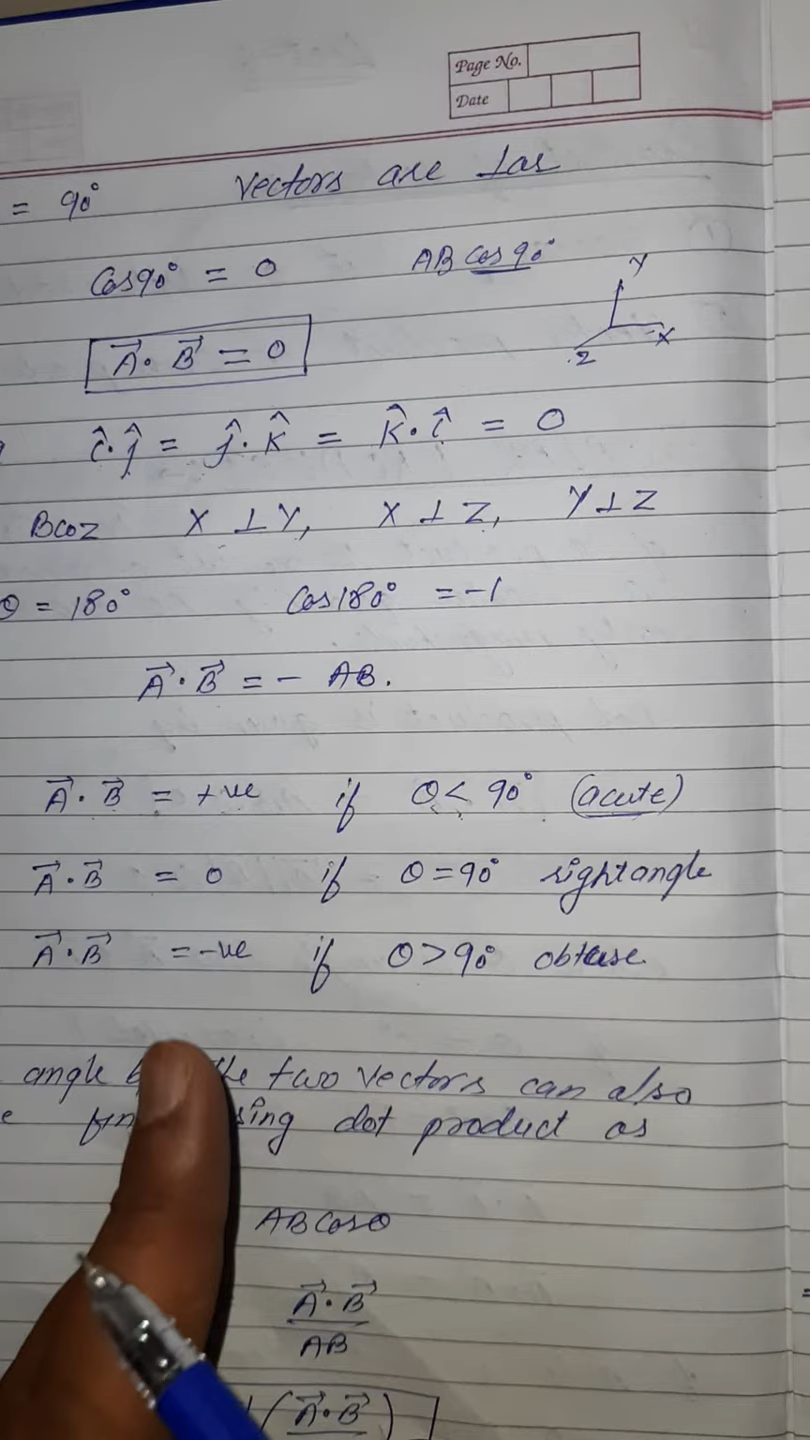 Page No.
Date
= 90° Vectors are ⊥ar
Cos90° = 0 AB cos 90°
Y
X
Z
A⃗ · B⃗ = 0
î·ĵ = ĵ·k̂ = k̂·î = 0
Bcoz X ⊥ Y, X ⊥ Z, Y ⊥ Z
θ = 180° Cos180° = -1
A⃗ · B⃗ = - AB.
A⃗ · B⃗ = +ve if θ < 90° (acute)
A⃗ · B⃗ = 0 if θ = 90° rightangle
A⃗ · B⃗ = -ve if θ > 90° obtuse
angle the two vectors can also
dot product as
AB cosθ
A⃗ · B⃗
AB
(A⃗ · B⃗)